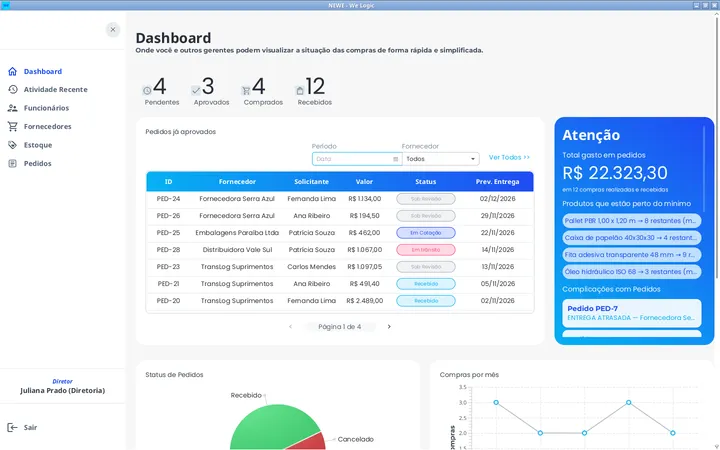 NEWE - We Logic
Dashboard
Onde você e outros gerentes podem visualizar a situação das compras de forma rápida e simplificada.
Dashboard
Atividade Recente
Funcionários
Fornecedores
Estoque
Pedidos
Diretor
Juliana Prado (Diretoria)
Sair
4 Pendentes
3 Aprovados
4 Comprados
12 Recebidos
Pedidos já aprovados
Período
Fornecedor
Data
Todos
Ver Todos >>
ID Fornecedor Solicitante Valor Status Prev. Entrega
PED-24 Fornecedora Serra Azul Fernanda Lima R$ 1.134,00 Sob Revisão 02/12/2026
PED-26 Fornecedora Serra Azul Ana Ribeiro R$ 194,50 Sob Revisão 29/11/2026
PED-25 Embalagens Paraíba Ltda Patrícia Souza R$ 462,00 Em Cotação 22/11/2026
PED-28 Distribuidora Vale Sul Patrícia Souza R$ 1.067,00 Em trânsito 14/11/2026
PED-23 TransLog Suprimentos Carlos Mendes R$ 1.097,05 Sob Revisão 13/11/2026
PED-21 TransLog Suprimentos Ana Ribeiro R$ 491,40 Recebido 05/11/2026
PED-20 TransLog Suprimentos Fernanda Lima R$ 2.489,00 Recebido 02/11/2026
Página 1 de 4
Atenção
Total gasto em pedidos
R$ 22.323,30
em 12 compras realizadas e recebidas
Produtos que estão perto do mínimo
Pallet PBR 1,00 x 1,20 m → 8 restantes (m...
Caixa de papelão 40x30x30 → 4 restant...
Fita adesiva transparente 48 mm → 9 r...
Óleo hidráulico ISO 68 → 3 restantes (m...
Complicações com Pedidos
Pedido PED-7
ENTREGA ATRASADA — Fornecedora Se...
Status de Pedidos
Recebido
Cancelado
Compras por mês
3.5
3.0
2.5
2.0
1.5